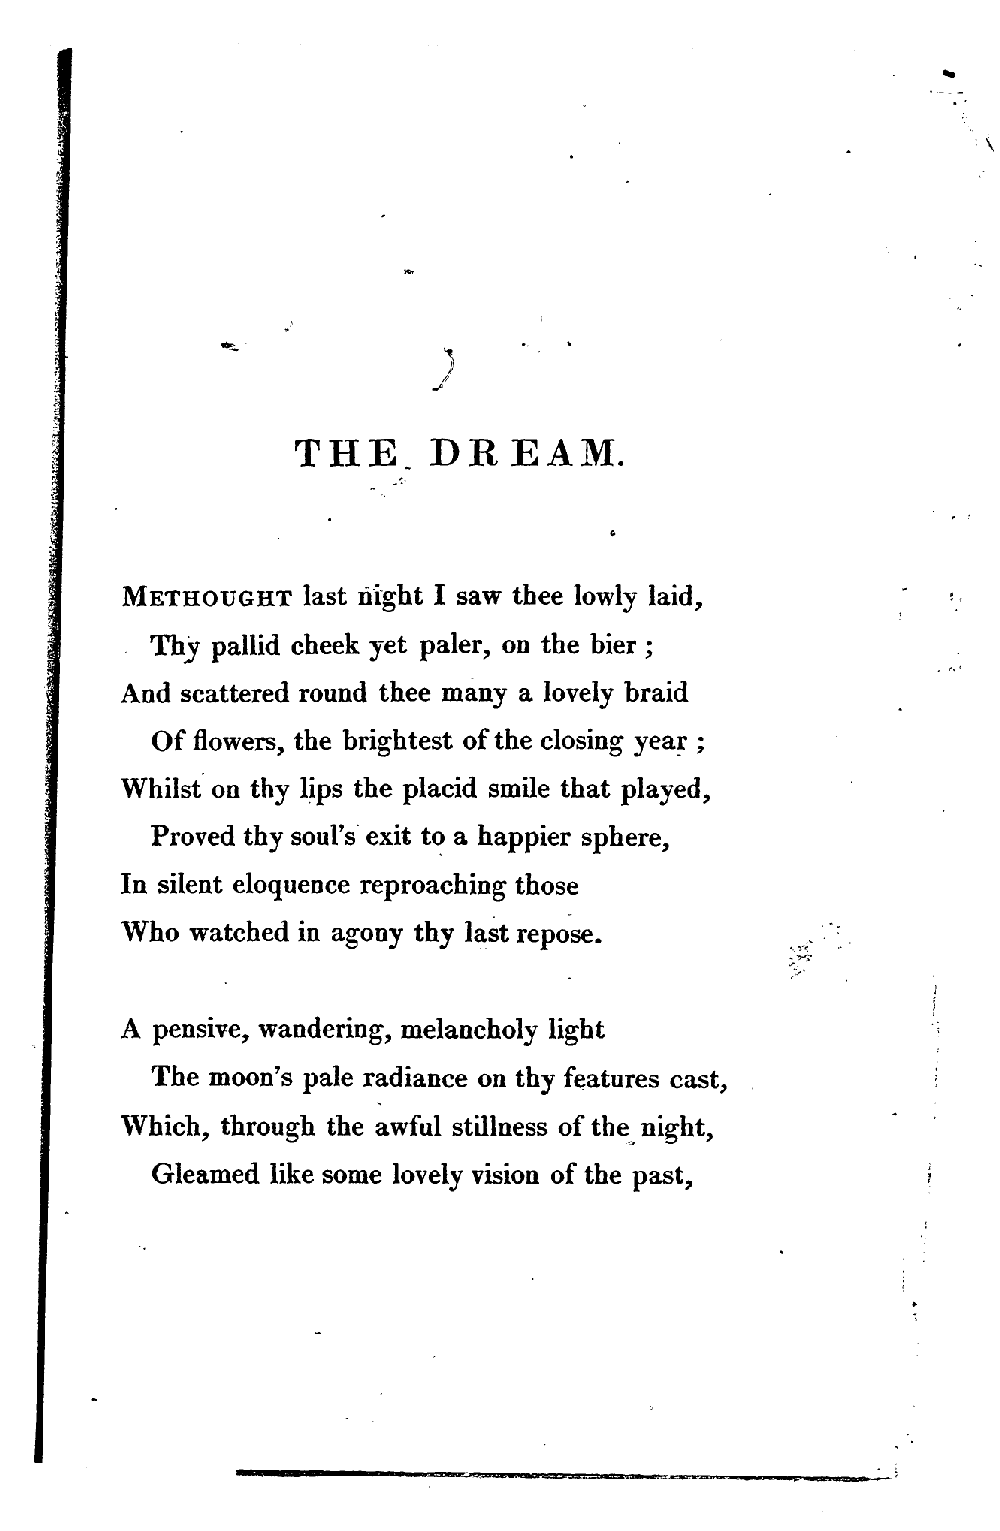 THE DREAM.
METHOUGHT last night I saw thee lowly laid,
Thy pallid cheek yet paler, on the bier ;
And scattered round thee many a lovely braid
Of flowers, the brightest of the closing year ;
Whilst on thy lips the placid smile that played,
Proved thy soul's exit to a happier sphere,
In silent eloquence reproaching those
Who watched in agony thy last repose.
A pensive, wandering, melancholy light
The moon's pale radiance on thy features cast,
Which, through the awful stillness of the night,
Gleamed like some lovely vision of the past,